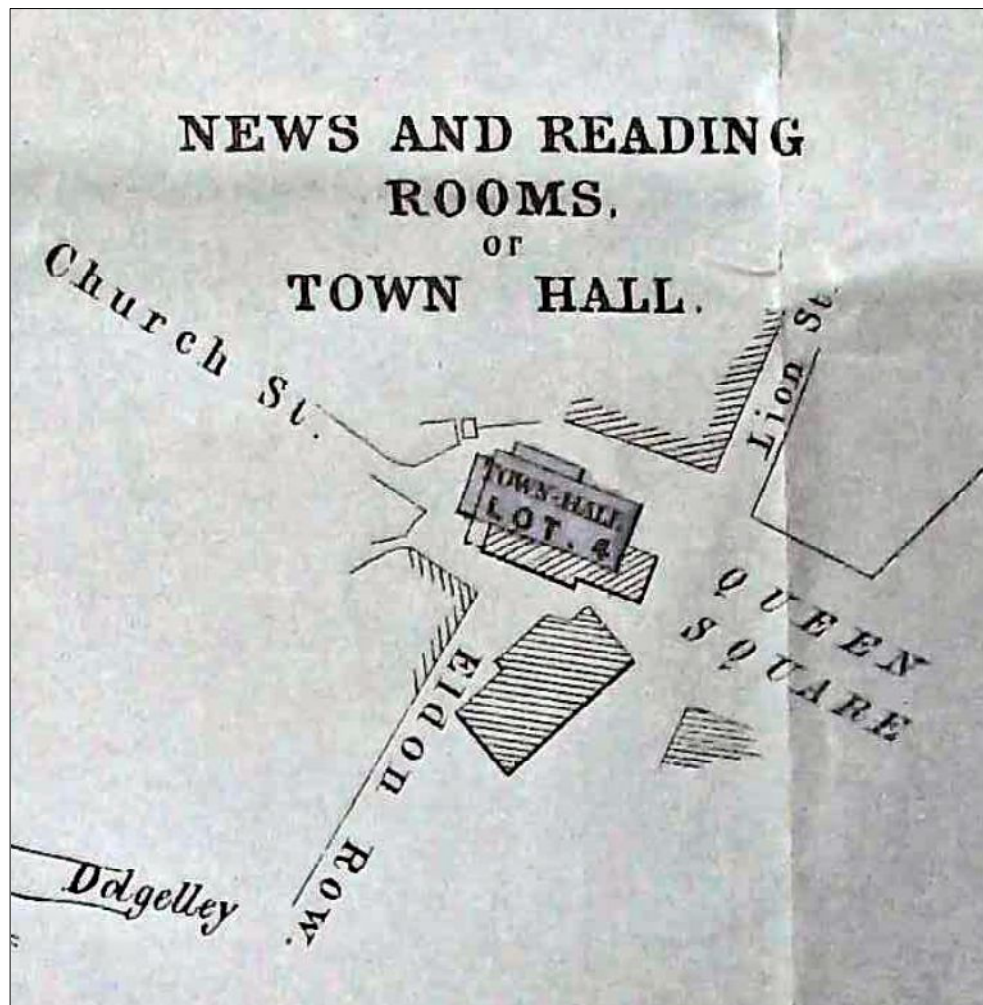 NEWS AND READING
ROOMS.
or
TOWN HALL.
Church St.
Lion St.
TOWN-HALL
LOT. 4
QUEEN
SQUARE
Eldon Row.
Dolgelley